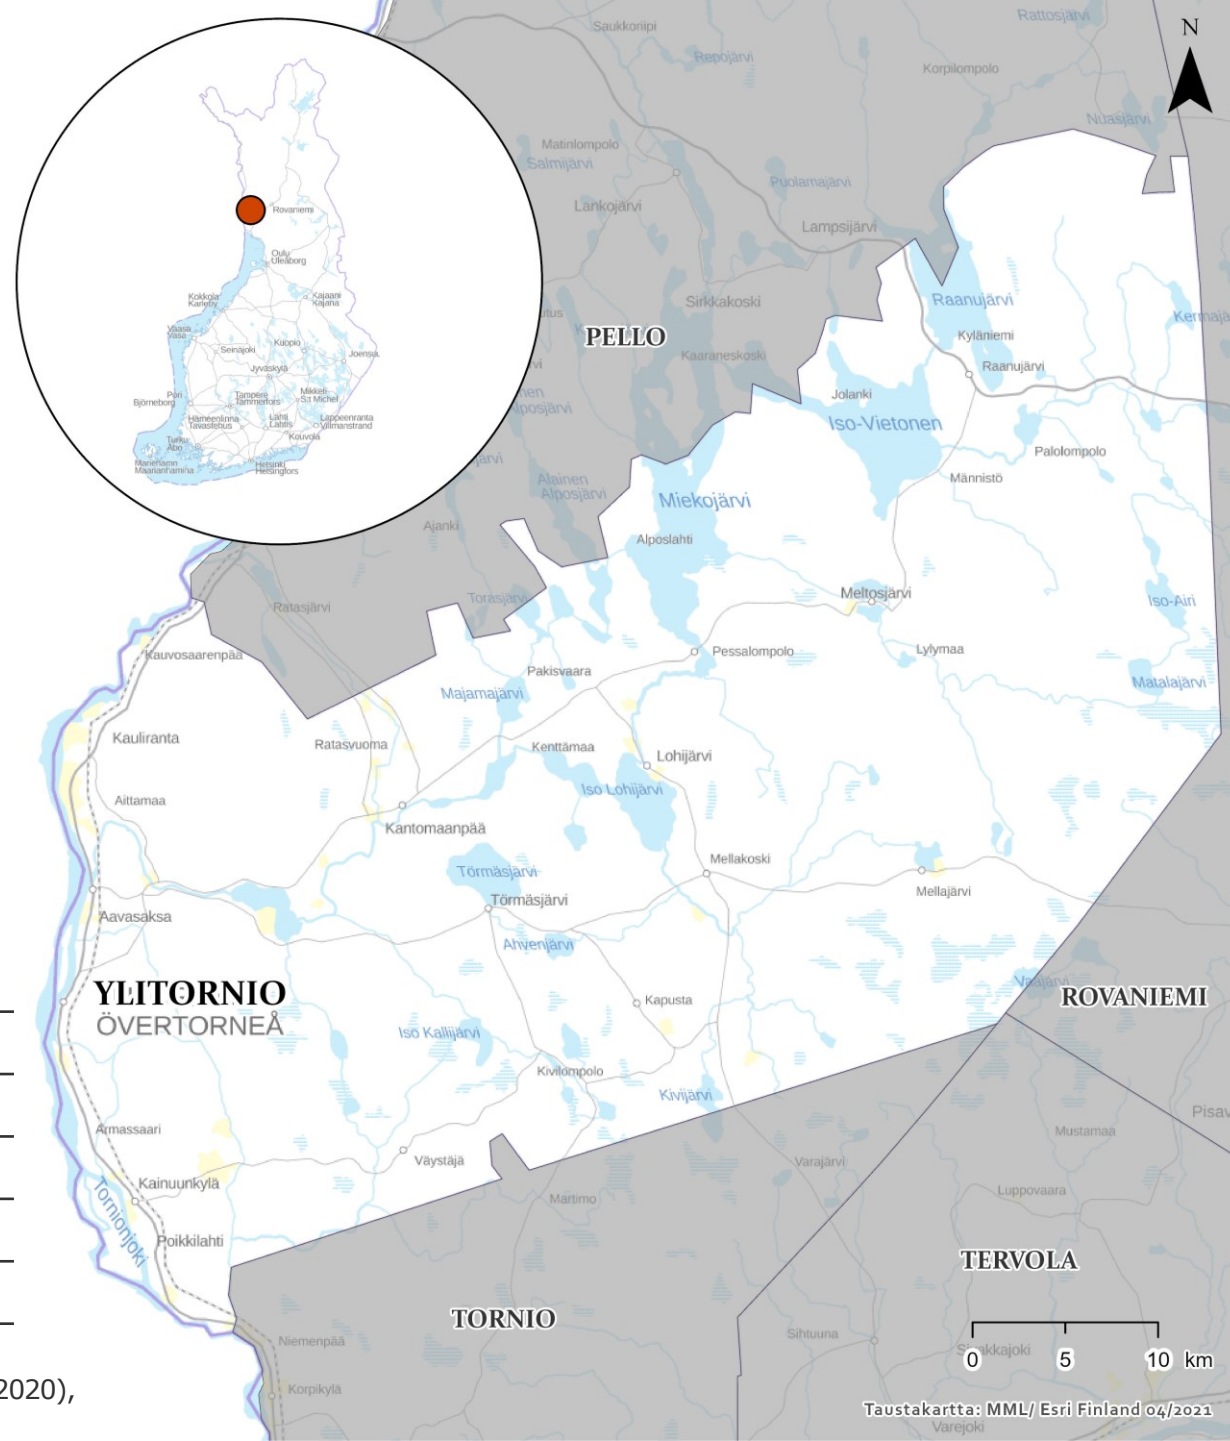 N
Saukkoriipi
Rattosjärvi
Repojärvi
Korpilompolo
Nuasjärvi
Matinlompolo
Salmijärvi
Puolamajärvi
Lankojärvi
Lampsijärvi
Rovaniemi
Oulu
Uleåborg
Kokkola
Karleby
Kajaani
Kajana
Vaasa
Vasa
Seinäjoki
Kuopio
Joensuu
Jyväskylä
Pori
Björneborg
Tampere
Tammerfors
Mikkeli
S:t Michel
Hämeenlinna
Tavastehus
Lahti
Lahtis
Lappeenranta
Villmanstrand
Kouvola
Turku
Åbo
Mariehamn
Maarianhamina
Helsinki
Helsingfors
Sirkkakoski
PELLO
Kaaraneskoski
Raanujärvi
Kyläniemi
Raanujärvi
Jolanki
Iso-Vietonen
Palolompolo
Männistö
Alainen
Alposjärvi
Miekojärvi
Ajanki
Alposlahti
Torasjärvi
Ratasjärvi
Meltosjärvi
Iso-Airi
Kauvosaarenpää
Pakisvaara
Pessalompolo
Lylymaa
Matalajärvi
Majamajärvi
Kauliranta
Ratasvuoma
Kenttämaa
Lohijärvi
Iso Lohijärvi
Aittamaa
Kantomaanpää
Törmäsjärvi
Törmäsjärvi
Mellakoski
Mellajärvi
Aavasaksa
Ahvenjärvi
Vaajärvi
YLITORNIO
ÖVERTORNEÅ
Kapusta
ROVANIEMI
Iso Kallijärvi
Kivilompolo
Kivijärvi
Armassaari
Väystäjä
Varajärvi
Mustamaa
Kainuunkylä
Martimo
Luppovaara
Tornionjoki
Poikkilahti
TERVOLA
TORNIO
Niemenpää
Sihtuuna
0 5 10 km
Korpikylä
2020),
Taustakartta: MML/ Esri Finland 04/2021
Varejoki